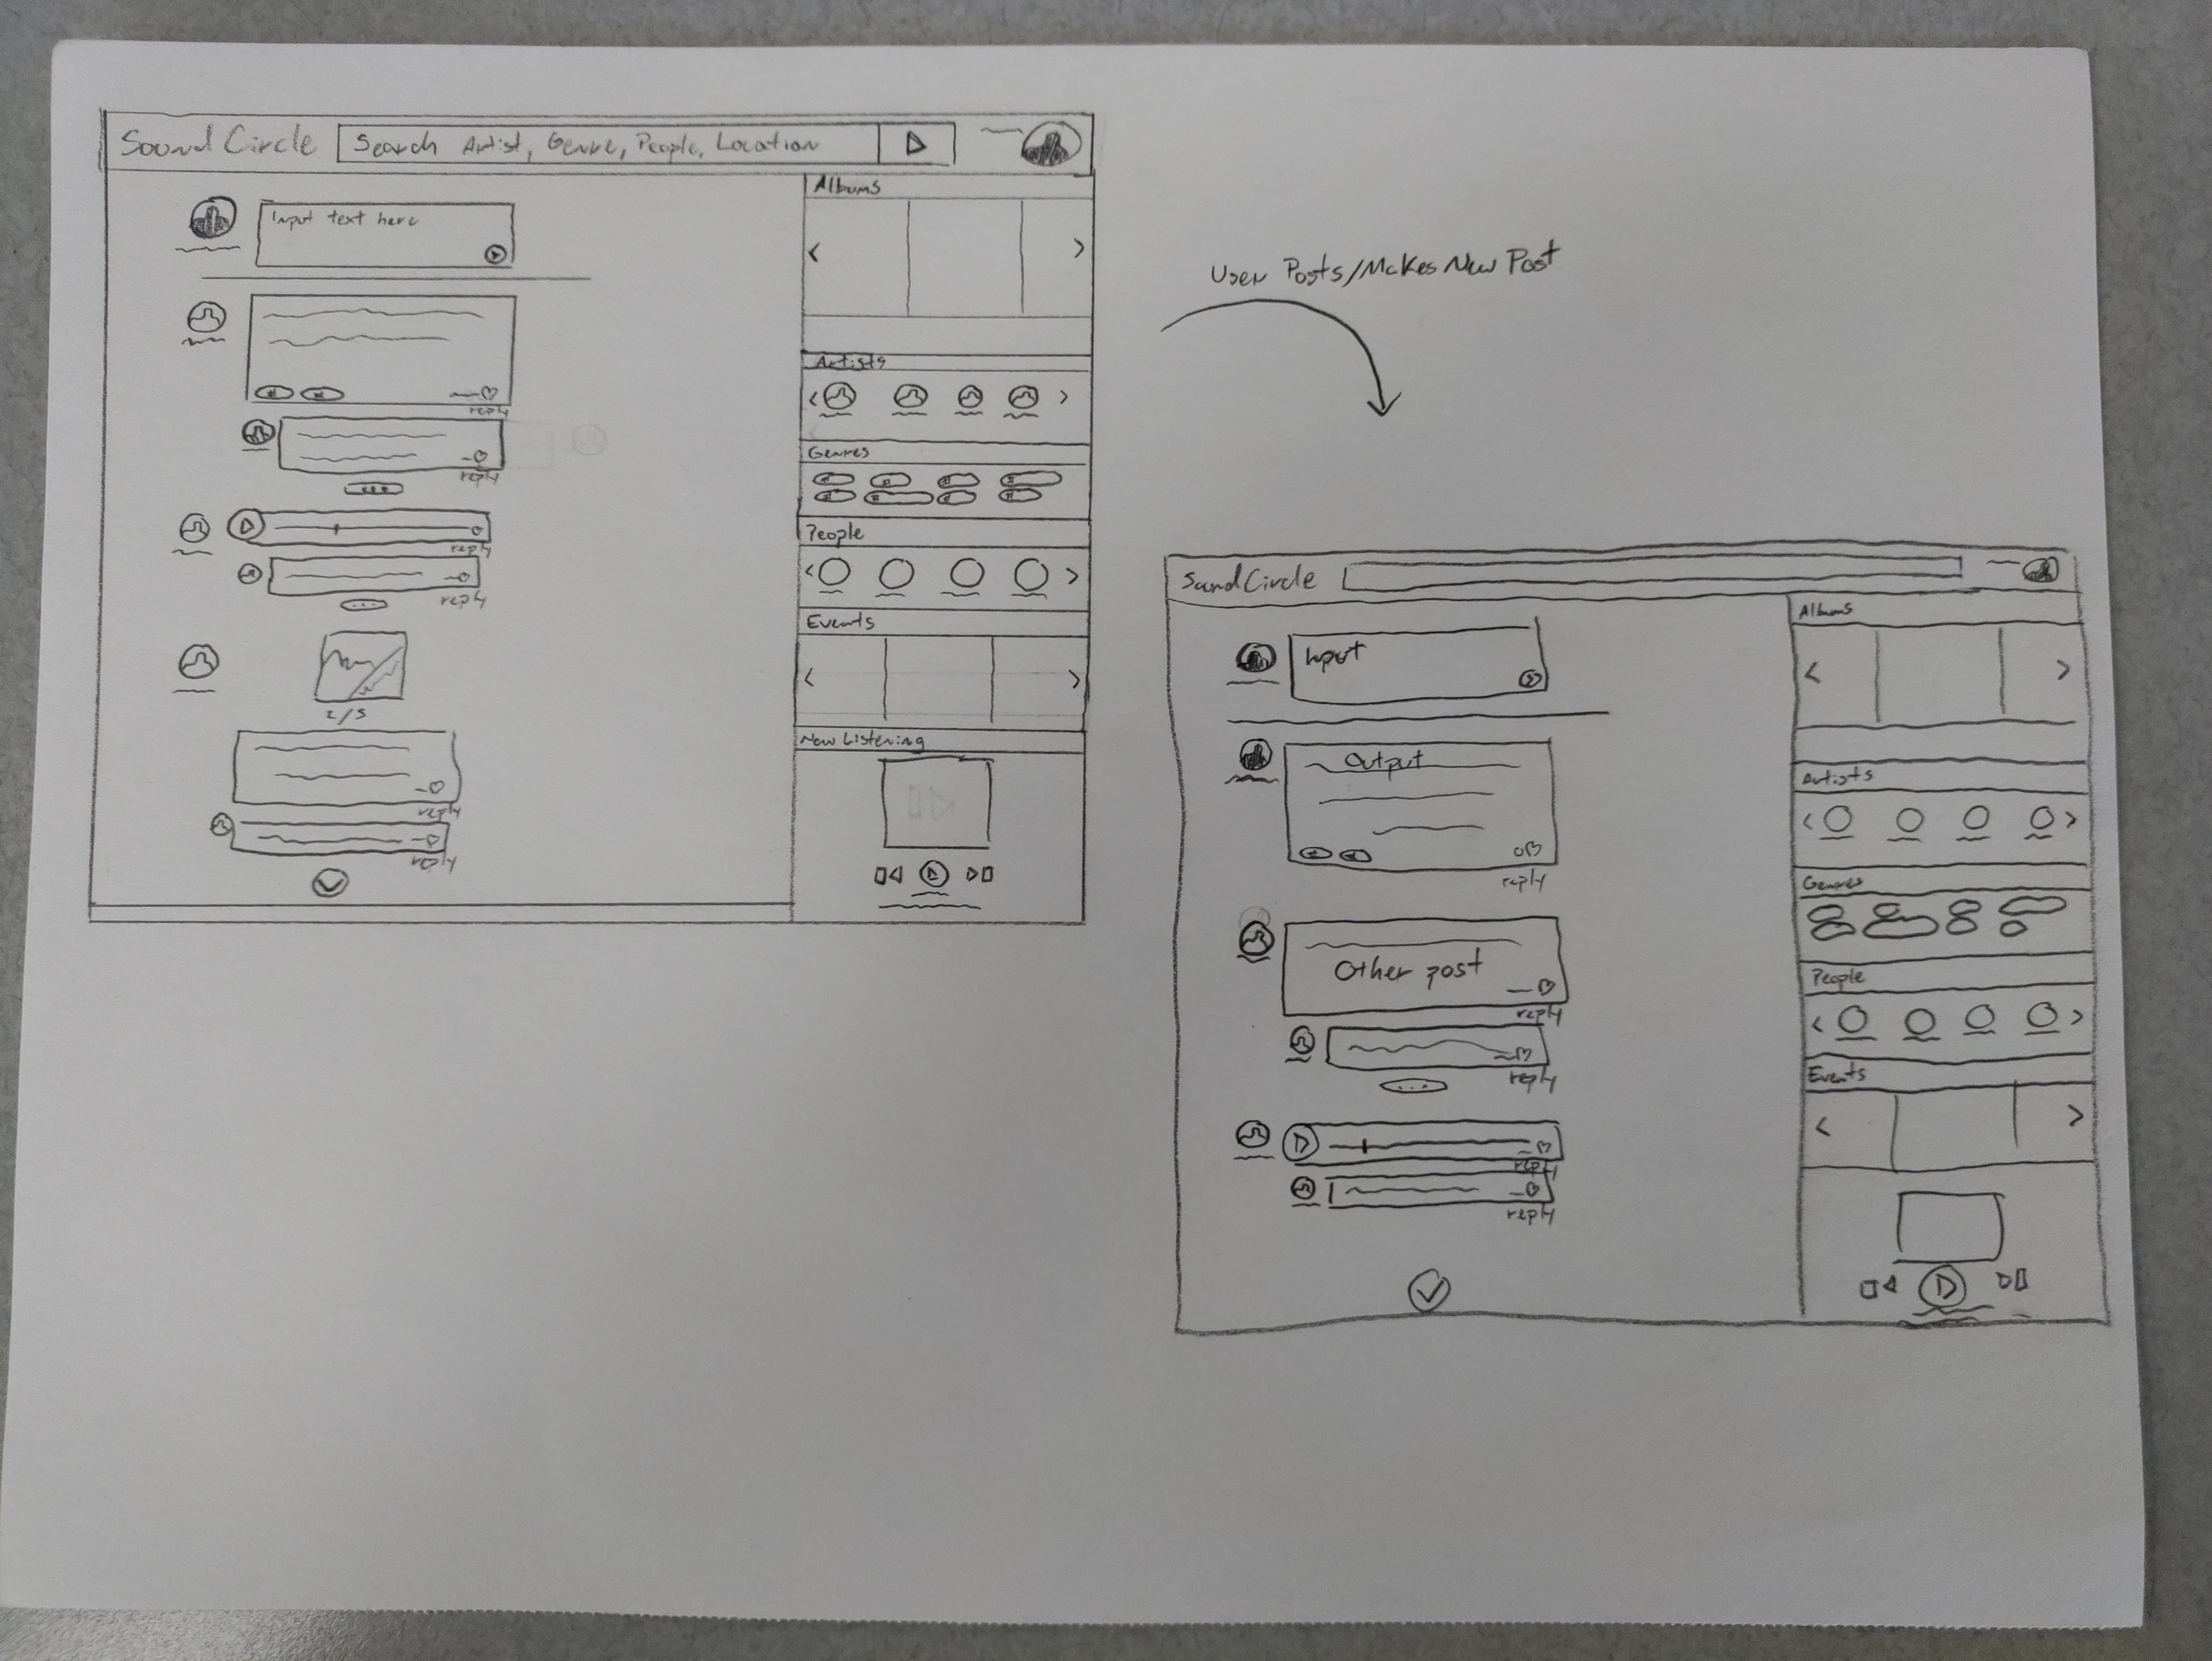 Sound Circle
Search Artist, Genre, People, Location
Input text here
reply
reply
reply
reply
2/5
reply
reply
Albums
Artists
Genres
People
Events
Now Listening
User Posts/Makes New Post
Sound Circle
Input
Output
reply
Other post
reply
reply
reply
reply
Albums
Artists
Genres
People
Events